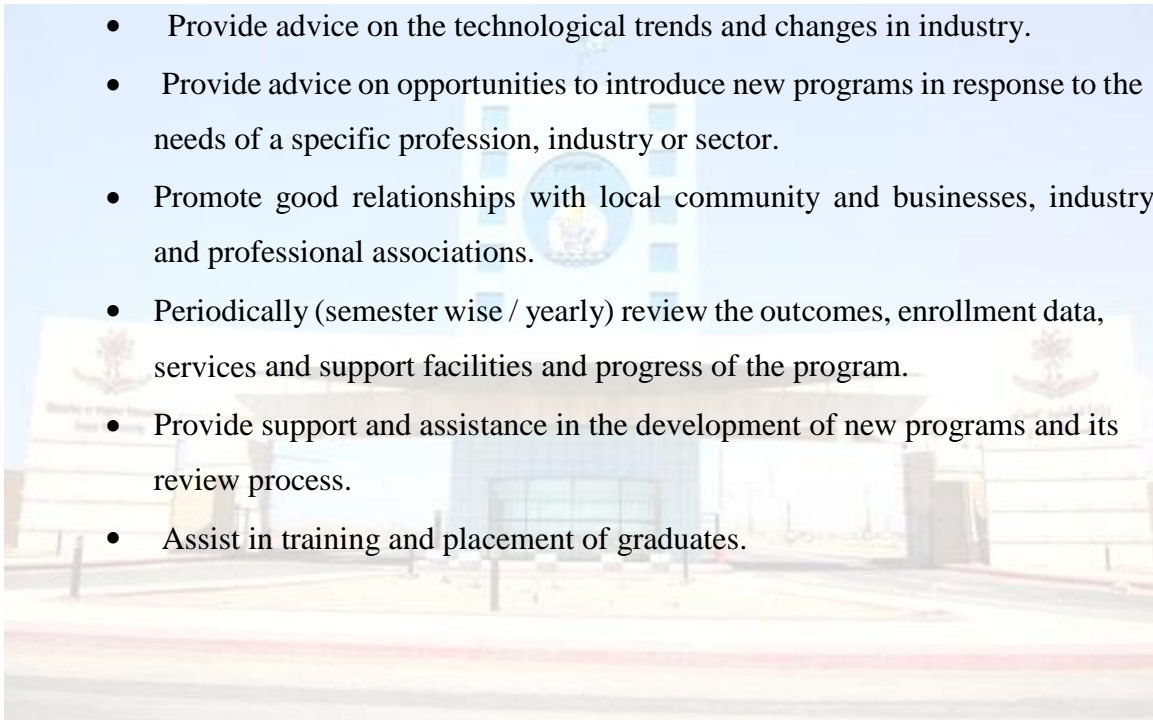 • Provide advice on the technological trends and changes in industry.
• Provide advice on opportunities to introduce new programs in response to the
needs of a specific profession, industry or sector.
• Promote good relationships with local community and businesses, industry
and professional associations.
• Periodically (semester wise / yearly) review the outcomes, enrollment data,
services and support facilities and progress of the program.
• Provide support and assistance in the development of new programs and its
review process.
• Assist in training and placement of graduates.